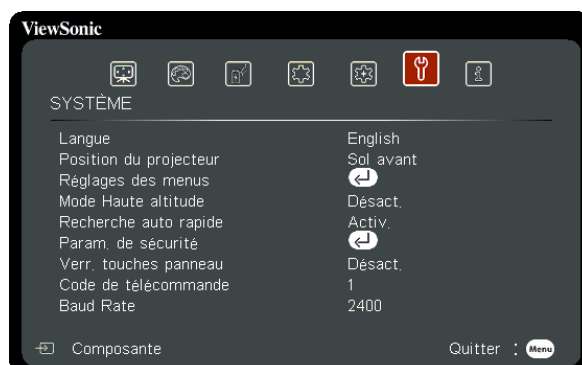 ViewSonic
SYSTÈME
Langue English
Position du projecteur Sol avant
Réglages des menus
Mode Haute altitude Désact.
Recherche auto rapide Activ.
Param. de sécurité
Verr. touches panneau Désact.
Code de télécommande 1
Baud Rate 2400
Composante Quitter : Menu